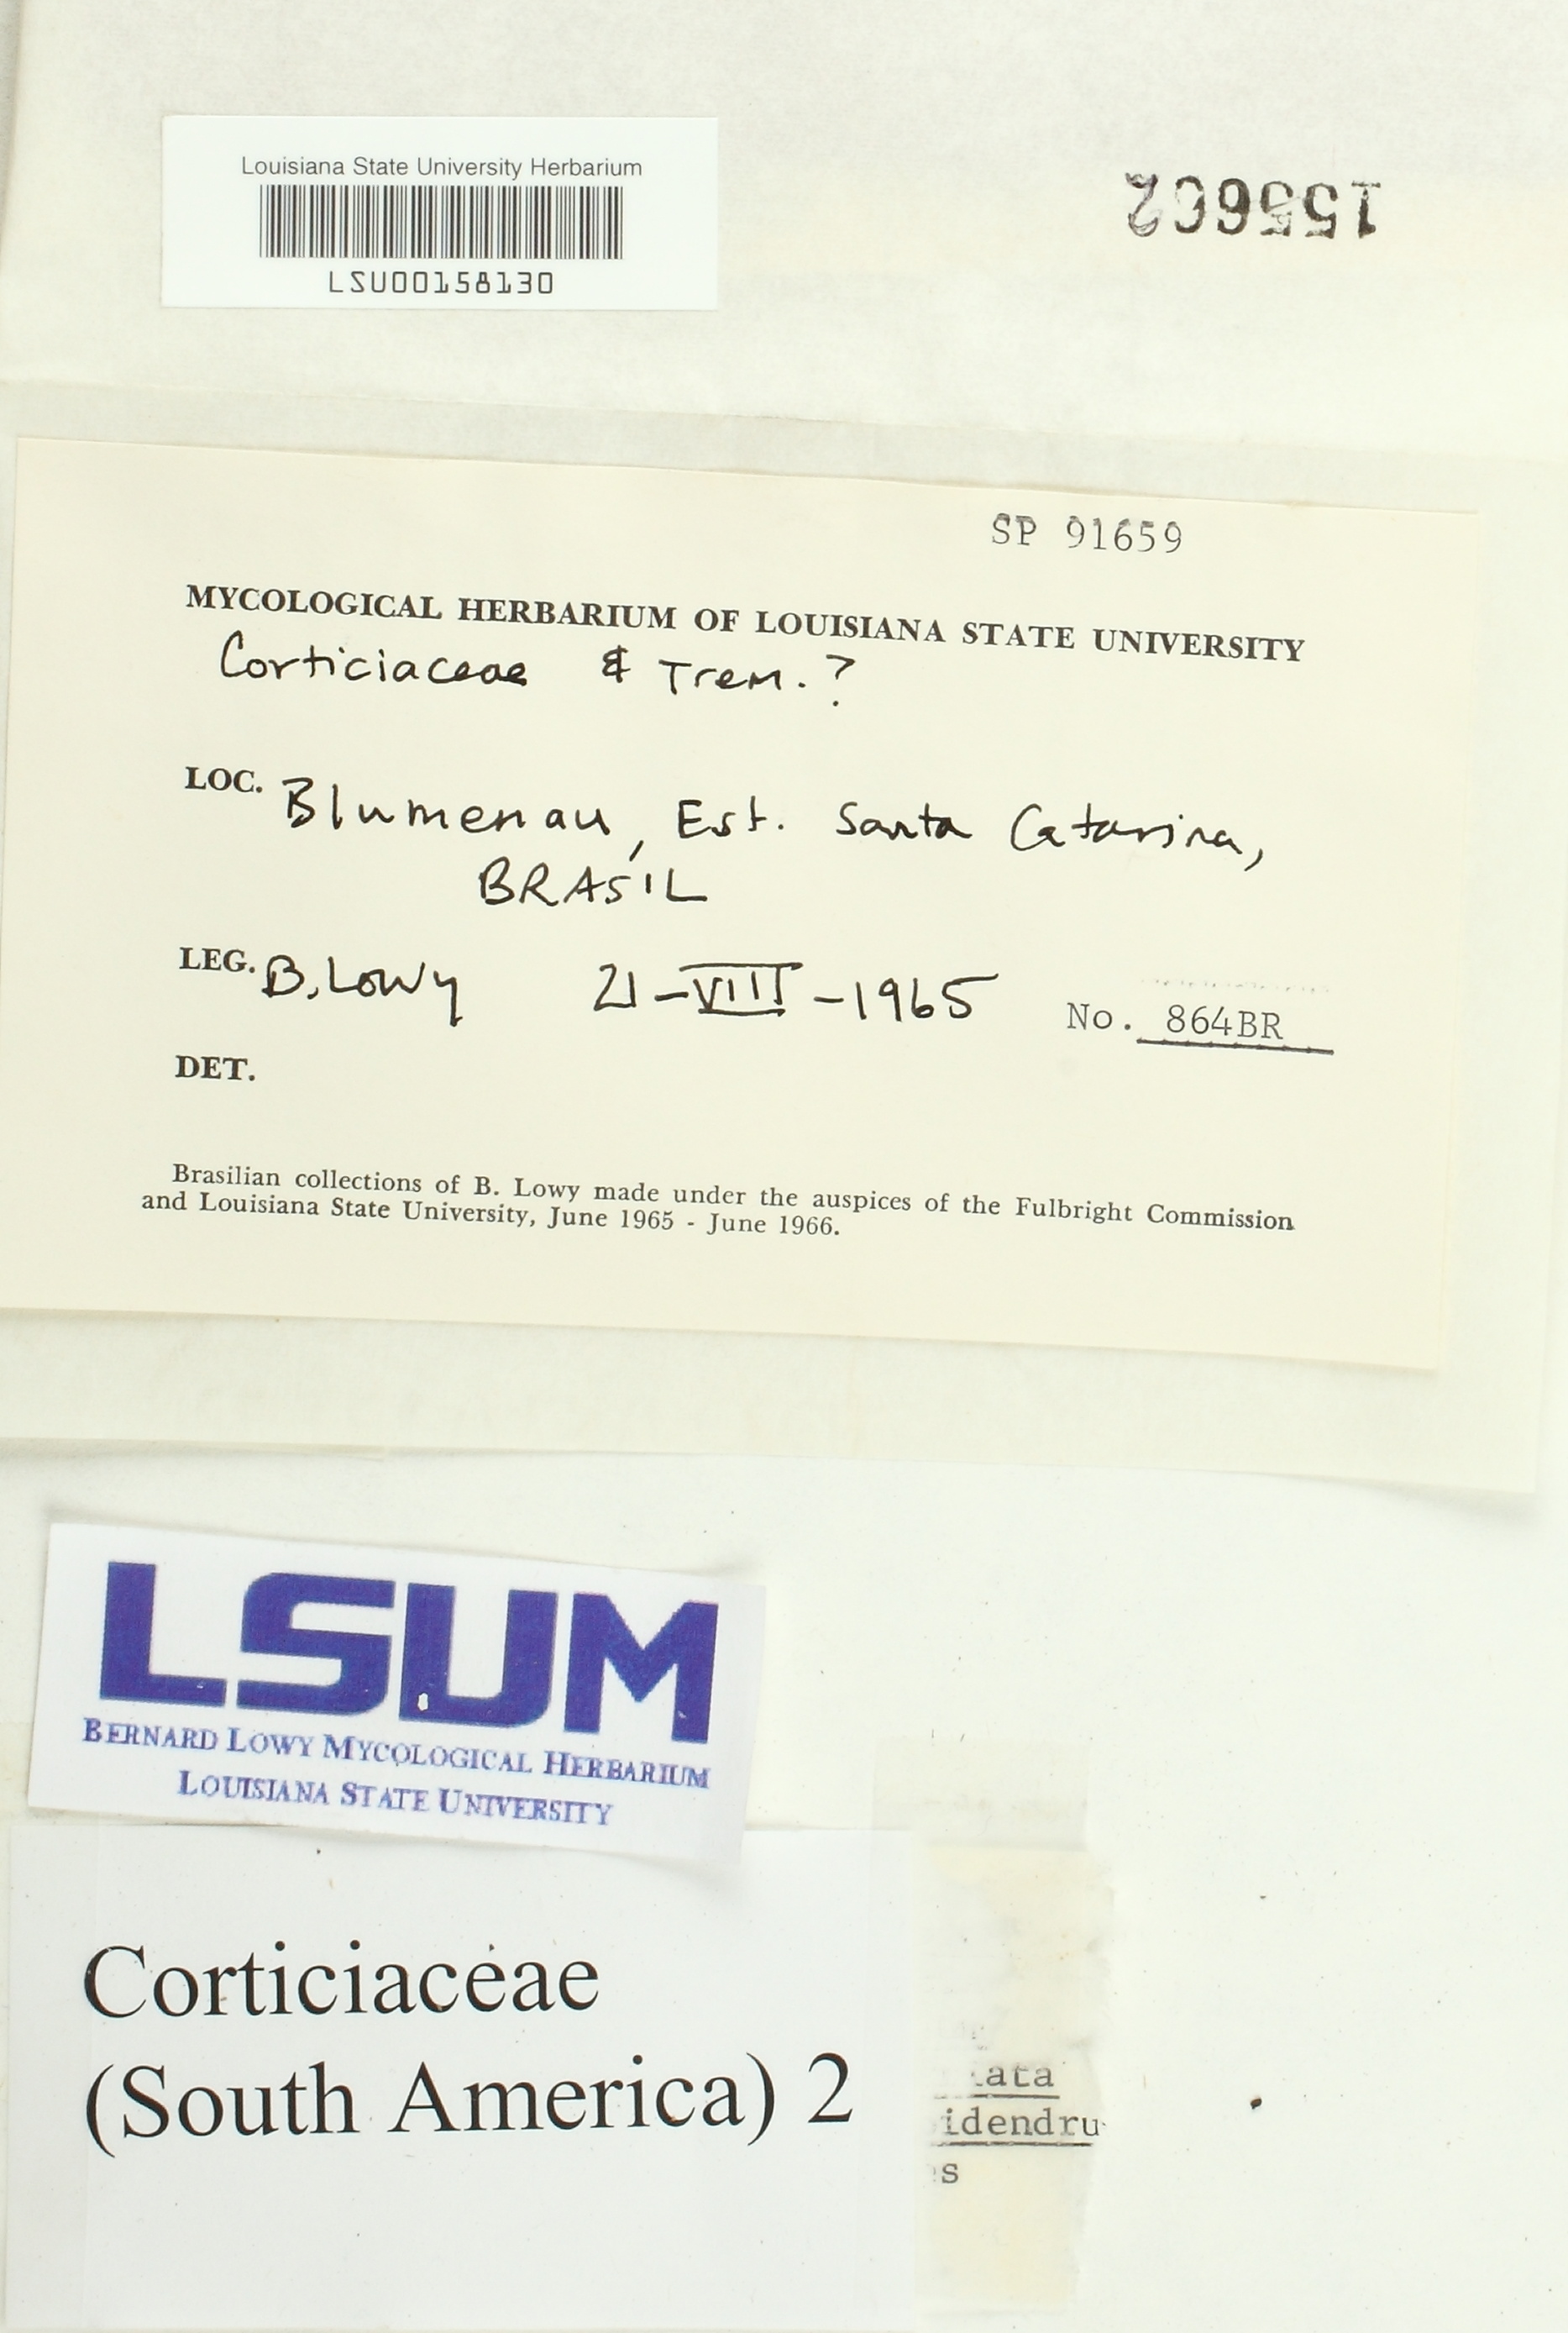 Louisiana State University Herbarium
LSU00158130
155602
SP 91659
MYCOLOGICAL HERBARIUM OF LOUISIANA STATE UNIVERSITY
Corticiaceae & Trem.?
LOC. Blumenau, Est. Santa Catarina,
BRASIL
LEG. B. Lowy 21-VIII-1965 No. 864BR
DET.
Brasilian collections of B. Lowy made under the auspices of the Fulbright Commission
and Louisiana State University, June 1965 - June 1966.
LSUM
BERNARD LOWY MYCOLOGICAL HERBARIUM
LOUISIANA STATE UNIVERSITY
Corticiaceae
(South America) 2
lata
idendru
s